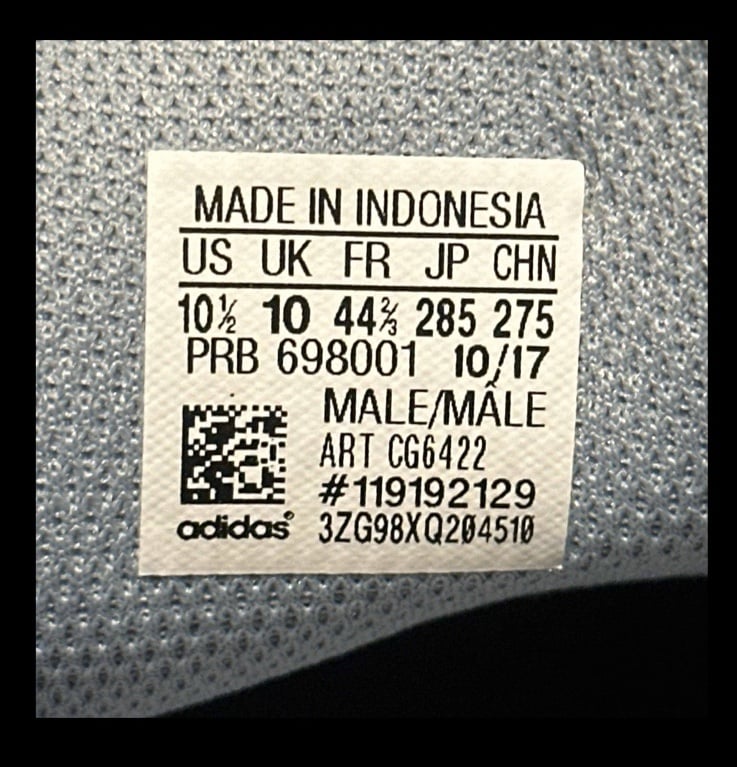 MADE IN INDONESIA
US UK FR JP CHN
10½ 10 44⅔ 285 275
PRB 698001 10/17
MALE/MÂLE
ART CG6422
#119192129
adidas® 3ZG98XQ204510